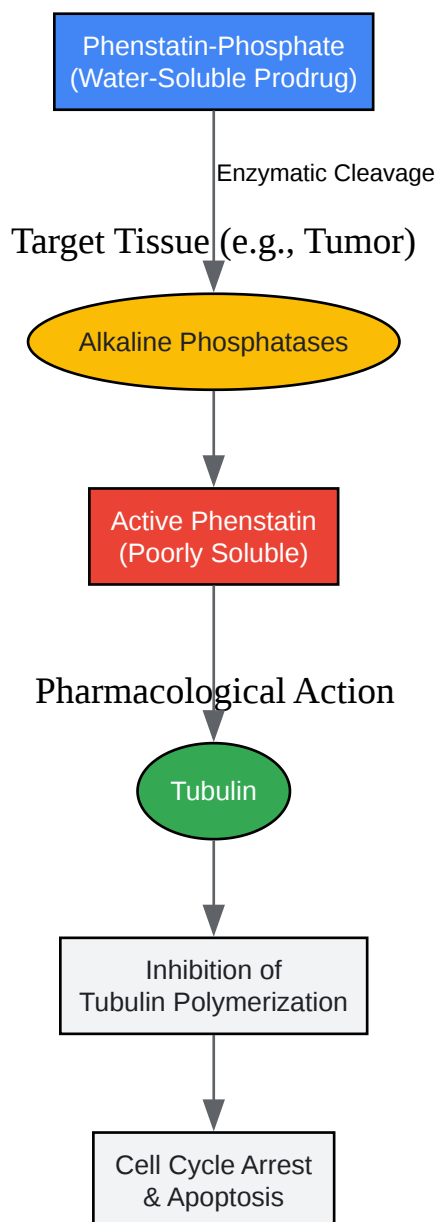 Phenstatin-Phosphate
(Water-Soluble Prodrug)
Enzymatic Cleavage
Target Tissue (e.g., Tumor)
Alkaline Phosphatases
Active Phenstatin
(Poorly Soluble)
Pharmacological Action
Tubulin
Inhibition of
Tubulin Polymerization
Cell Cycle Arrest
& Apoptosis